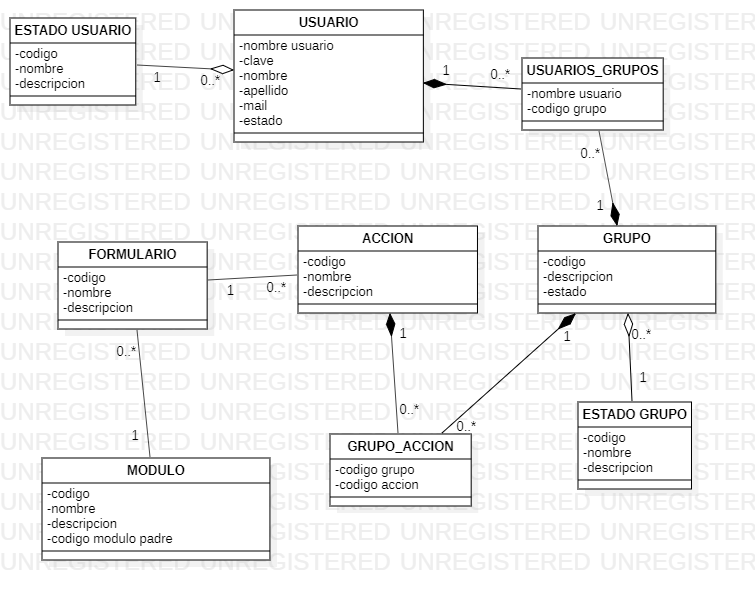 ESTADO USUARIO
-codigo
-nombre
-descripcion
1
0..*
USUARIO
-nombre usuario
-clave
-nombre
-apellido
-mail
-estado
1
0..*
USUARIOS_GRUPOS
-nombre usuario
-codigo grupo
0..*
1
FORMULARIO
-codigo
-nombre
-descripcion
1
0..*
ACCION
-codigo
-nombre
-descripcion
GRUPO
-codigo
-descripcion
-estado
0..*
1
1
0..*
1
0..*
0..*
1
MODULO
-codigo
-nombre
-descripcion
-codigo modulo padre
GRUPO_ACCION
-codigo grupo
-codigo accion
ESTADO GRUPO
-codigo
-nombre
-descripcion
UNREGISTERED